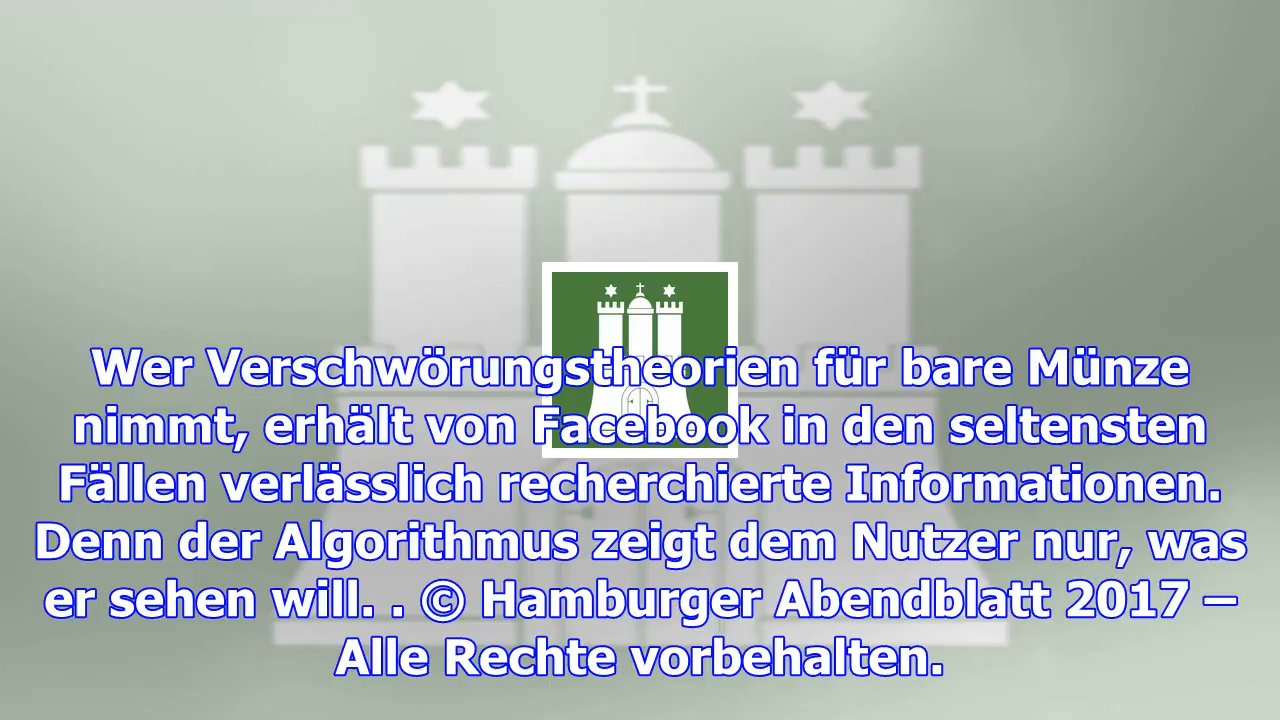 Wer Verschwörungstheorien für bare Münze
nimmt, erhält von Facebook in den seltensten
Fällen verlässlich recherchierte Informationen.
Denn der Algorithmus zeigt dem Nutzer nur, was
er sehen will. . © Hamburger Abendblatt 2017 –
Alle Rechte vorbehalten.